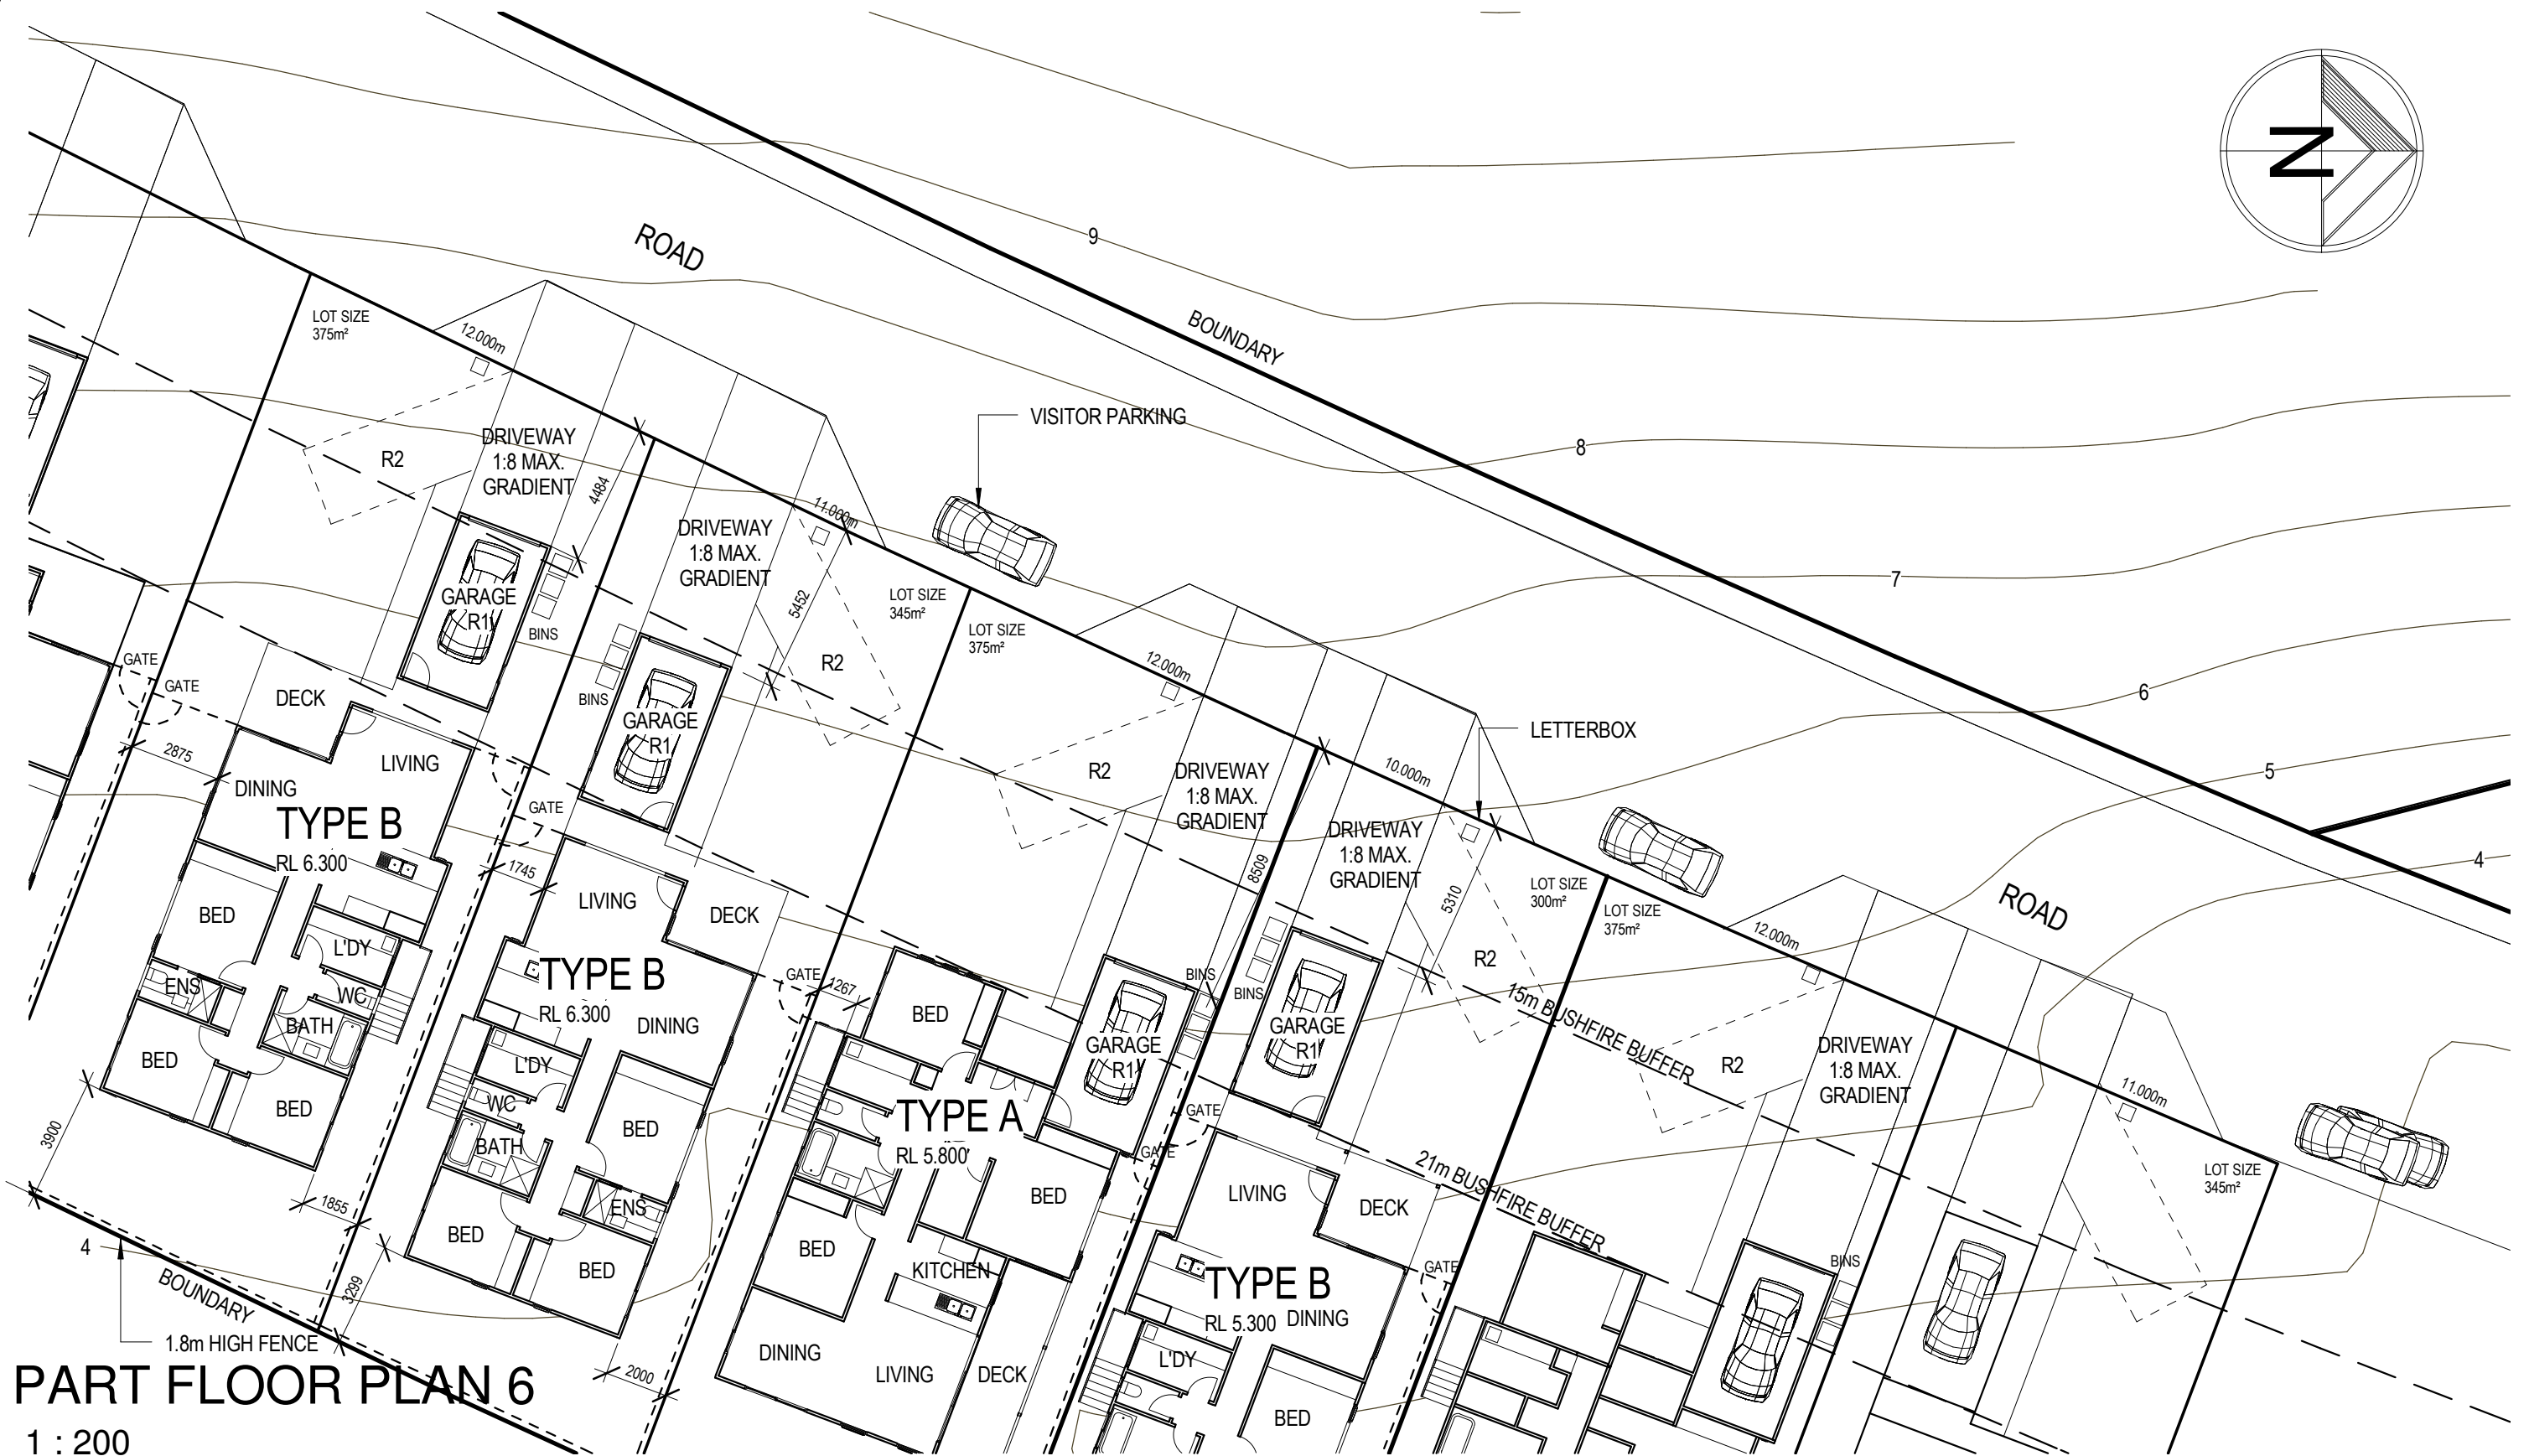 N
ROAD
9
BOUNDARY
LOT SIZE
375m²
12.000m
VISITOR PARKING
DRIVEWAY
1:8 MAX.
GRADIENT
R2
4484
8
11.000m
DRIVEWAY
1:8 MAX.
GRADIENT
5452
R2
LOT SIZE
345m²
7
GARAGE
R1
BINS
LOT SIZE
375m²
12.000m
GATE
GATE
DECK
BINS
GARAGE
R1
6
LETTERBOX
2875
LIVING
DINING
TYPE B
RL 6.300
GATE
R2
DRIVEWAY
1:8 MAX.
GRADIENT
10.000m
5
1745
8509
DRIVEWAY
1:8 MAX.
GRADIENT
5310
LOT SIZE
300m²
LOT SIZE
375m²
4
ROAD
BED
L'DY
ENS
WC
BATH
LIVING
DECK
12.000m
R2
TYPE B
RL 6.300
DINING
GATE
1267
BED
BINS
BINS
GARAGE
R1
GARAGE
R1
15m BUSHFIRE BUFFER
R2
DRIVEWAY
1:8 MAX.
GRADIENT
11.000m
BED
BED
3900
L'DY
WC
BATH
BED
TYPE A
RL 5.800
GATE
GATE
21m BUSHFIRE BUFFER
LOT SIZE
345m²
1855
ENS
BED
BED
BED
BED
LIVING
DECK
4
BOUNDARY
3299
KITCHEN
TYPE B
RL 5.300
DINING
GATE
BINS
1.8m HIGH FENCE
2000
DINING
LIVING
DECK
L'DY
BED
PART FLOOR PLAN 6
1 : 200